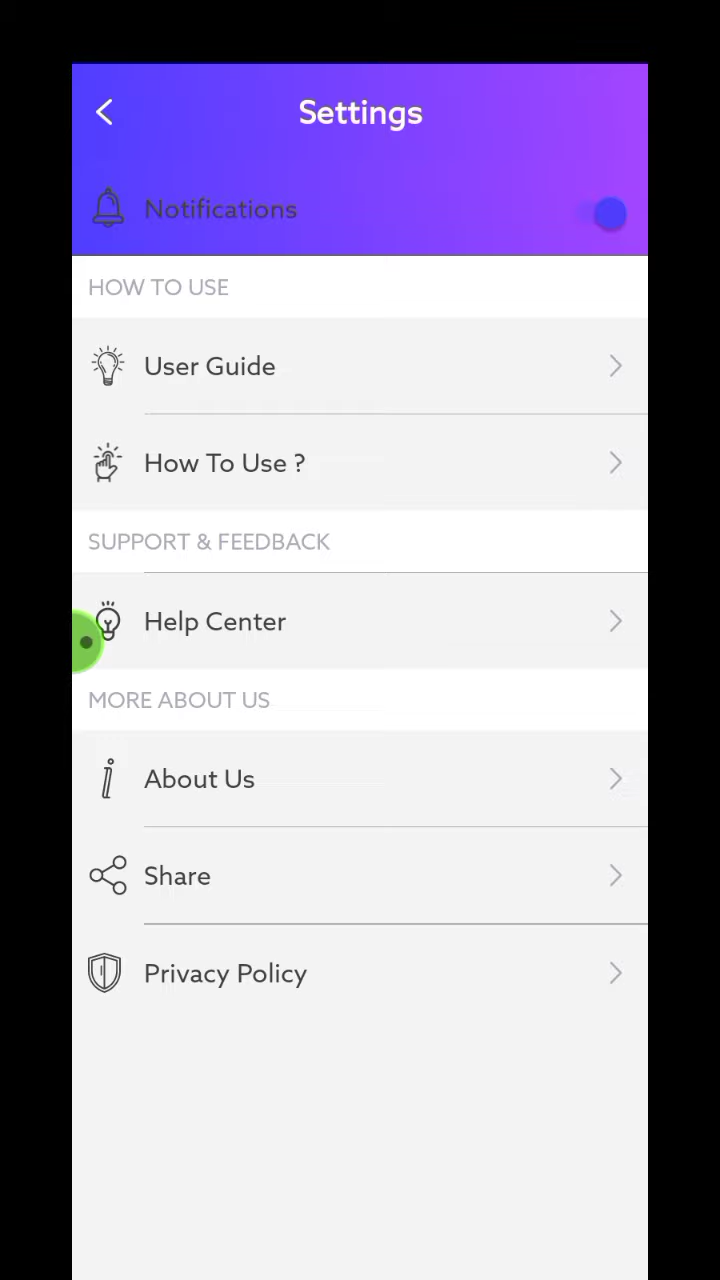 Settings
Notifications
HOW TO USE
User Guide
How To Use ?
SUPPORT & FEEDBACK
Help Center
MORE ABOUT US
About Us
Share
Privacy Policy